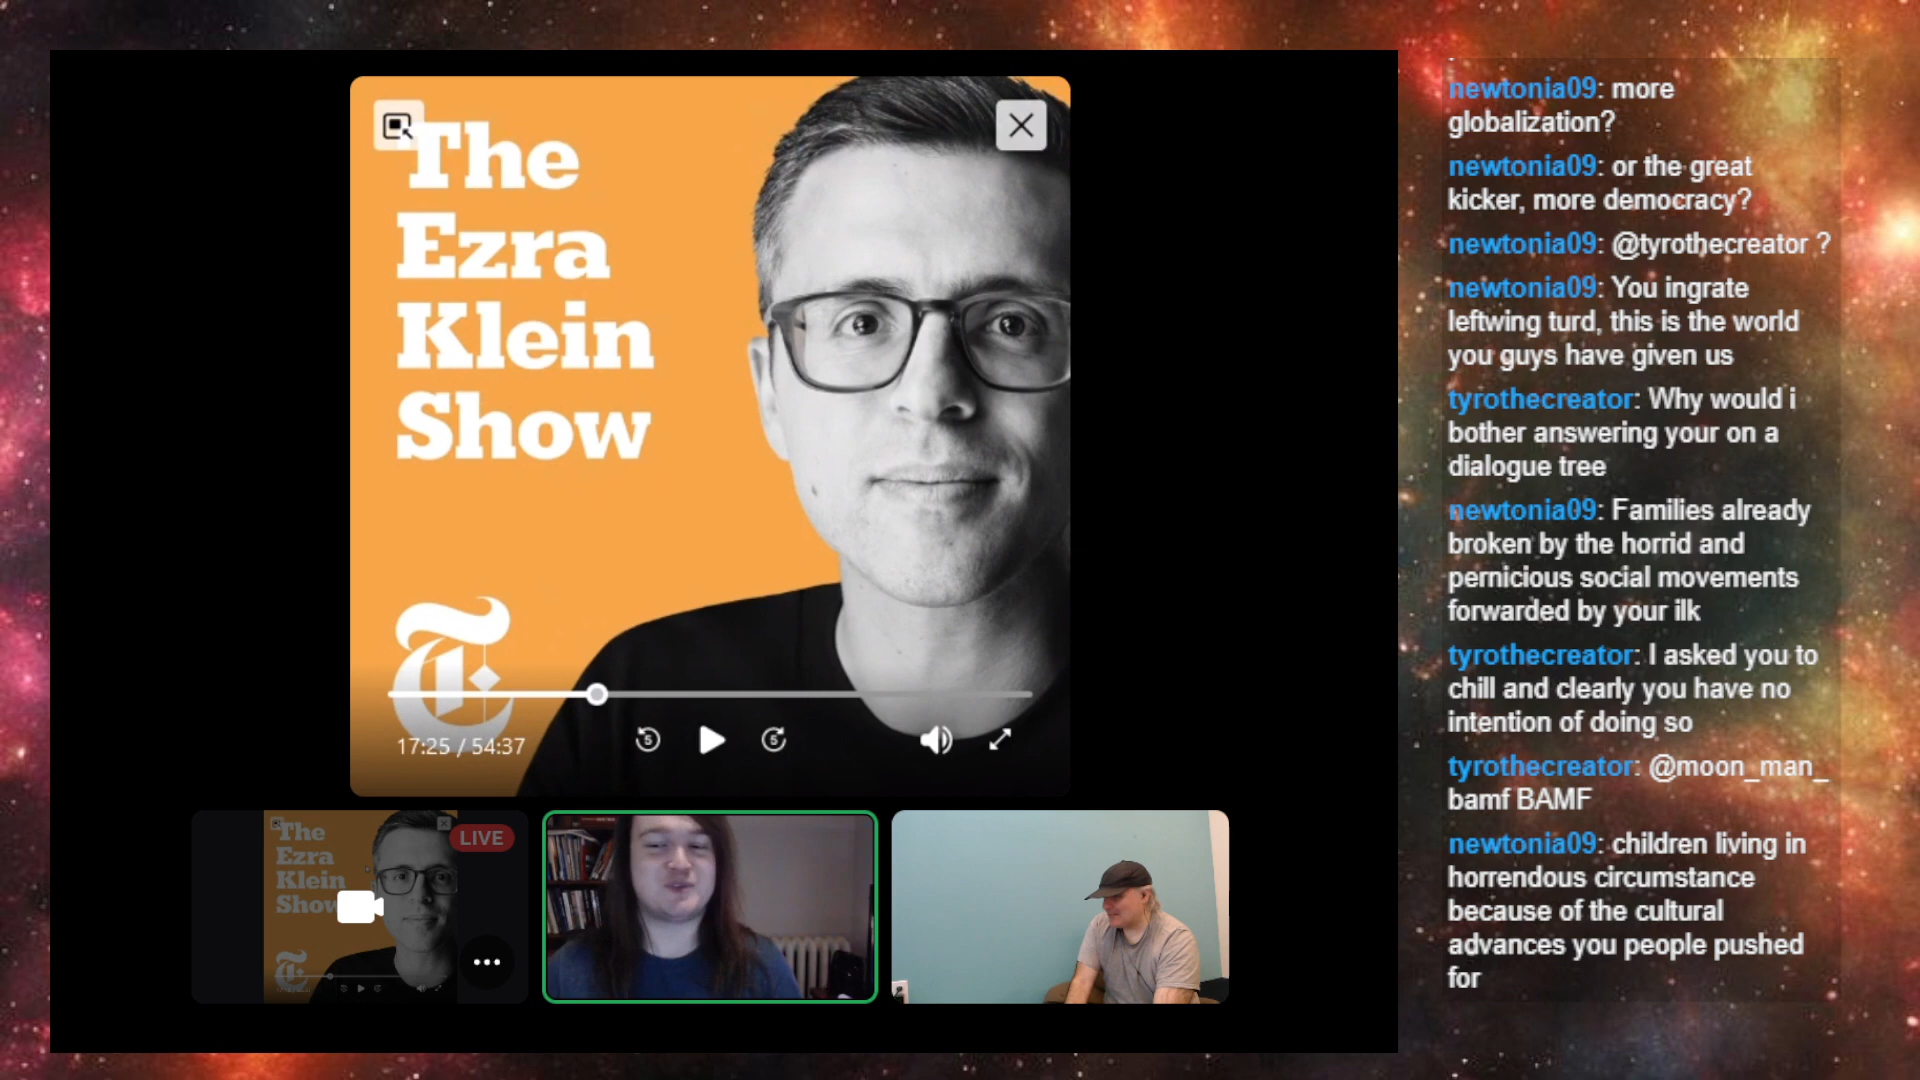 The
Ezra
Klein
Show
17:25 / 54:37
5
5
The
Ezra
Klein
Show
LIVE
newtonia09: more
globalization?
newtonia09: or the great
kicker, more democracy?
newtonia09: @tyrothecreator ?
newtonia09: You ingrate
leftwing turd, this is the world
you guys have given us
tyrothecreator: Why would i
bother answering your on a
dialogue tree
newtonia09: Families already
broken by the horrid and
pernicious social movements
forwarded by your ilk
tyrothecreator: I asked you to
chill and clearly you have no
intention of doing so
tyrothecreator: @moon_man_
bamf BAMF
newtonia09: children living in
horrendous circumstance
because of the cultural
advances you people pushed
for